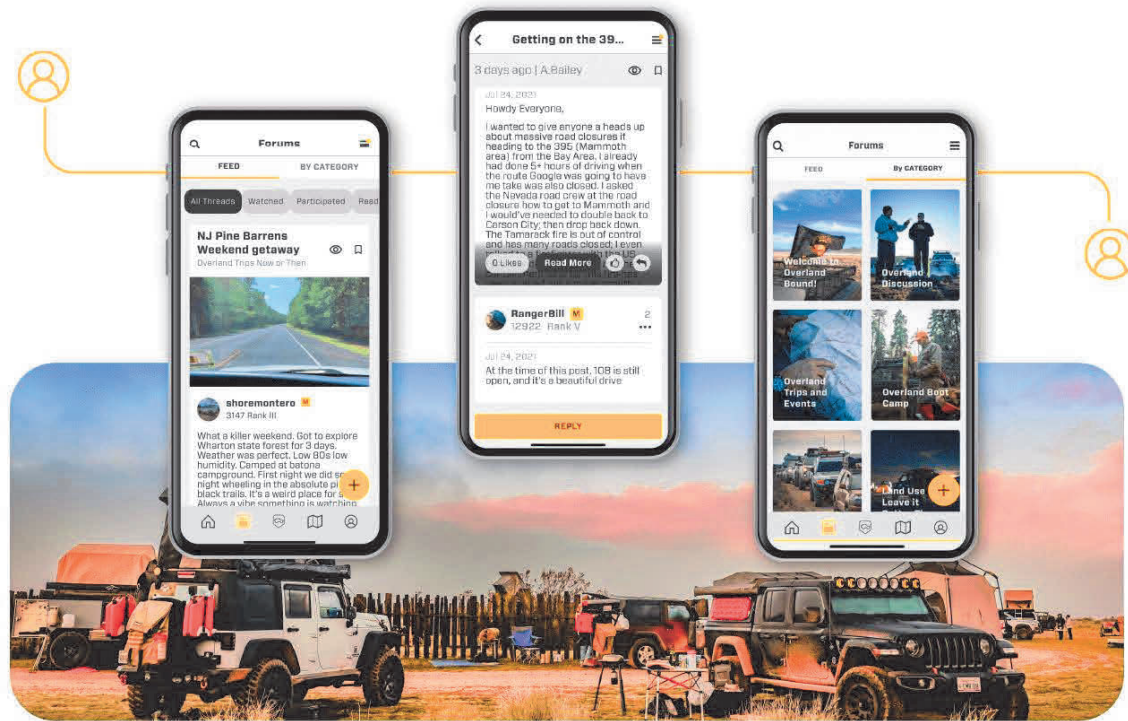 Forums
FEED
BY CATEGORY
All Threads
Watched
Participated
Read
NJ Pine Barrens
Weekend getaway
Overland Trips Now or Then
shoremontero M
3147 Rank III
What a killer weekend. Got to explore
Wharton state forest for 3 days.
Weather was perfect. Low 80s low
humidity. Camped at batona
campground. First night we did so
night wheeling in the absolute
black trails. It's a weird place for
Always a vibe something is watching
Getting on the 39...
3 days ago | A.Bailey
Jul 24, 2021
Howdy Everyone,
I wanted to give anyone a heads up
about massive road closures if
heading to the 395 (Mammoth
area) from the Bay Area. I already
had done 5+ hours of driving when
the route Google was going to have
me take was also closed. I asked
the Nevada road crew at the road
closure how to get to Mammoth and
I would've needed to double back to
Carson City; then drop back down.
The Tamarack fire is out of control
and has many roads closed; I even
0 Likes
Read More
RangerBill M
2
12922 Rank V
Jul 24, 2021
At the time of this post, 108 is still
open, and it's a beautiful drive
REPLY
Forums
FEED
BY CATEGORY
Welcome to
Overland
Bound!
Overland
Discussion
Overland
Trips and
Events
Overland Boot
Camp
Land Use
Leave it